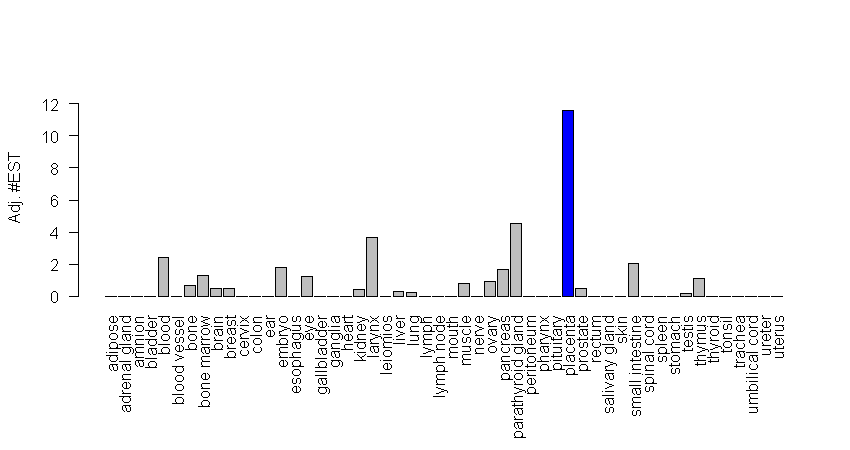 12
10
8
6
4
2
0
Adj. #EST
adipose
adrenal gland
amnion
bladder
blood
blood vessel
bone
bone marrow
brain
breast
cervix
colon
ear
embryo
esophagus
eye
gallbladder
ganglia
heart
kidney
larynx
leiomios
liver
lung
lymph
lymph node
mouth
muscle
nerve
ovary
pancreas
parathyroid gland
peritoneum
pharynx
pituitary
placenta
prostate
rectum
salivary gland
skin
small intestine
spinal cord
spleen
stomach
testis
thymus
thyroid
tonsil
trachea
umbilical cord
ureter
uterus